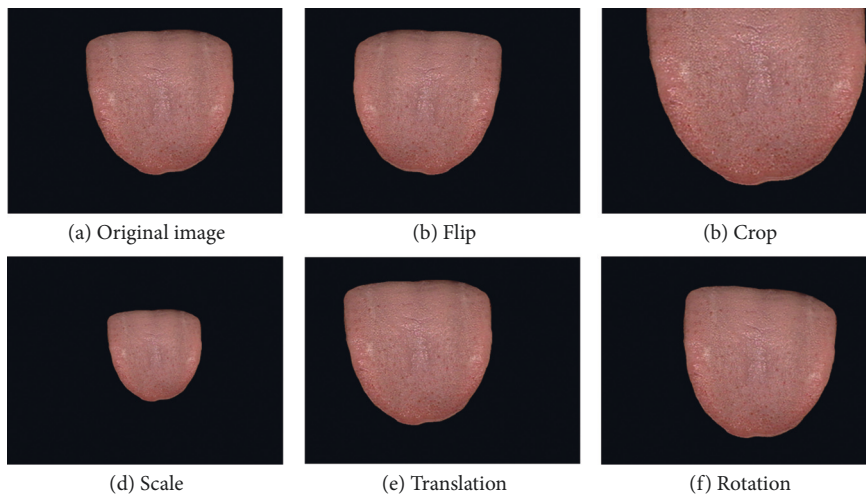 (a) Original image
(b) Flip
(b) Crop
(d) Scale
(e) Translation
(f) Rotation